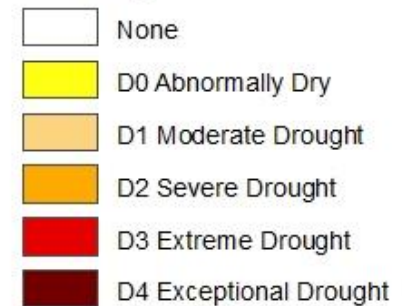 None
D0 Abnormally Dry
D1 Moderate Drought
D2 Severe Drought
D3 Extreme Drought
D4 Exceptional Drought